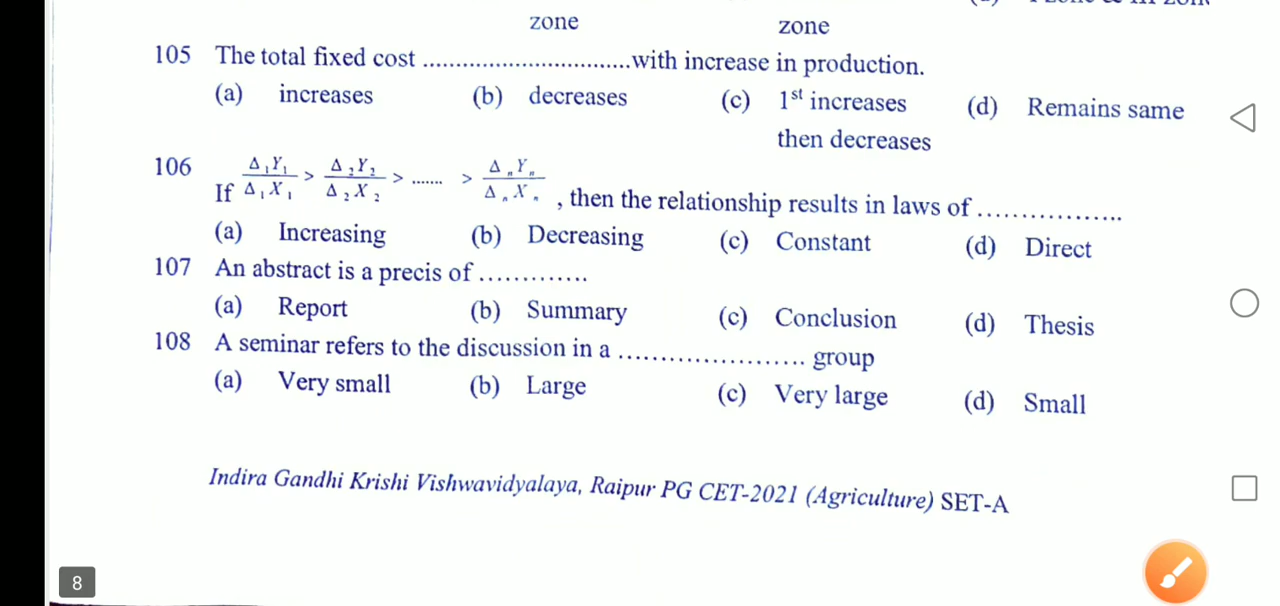 zone zone
105 The total fixed cost ...............................with increase in production.
(a) increases (b) decreases (c) 1st increases (d) Remains same
then decreases
106 If Δ₁Y₁/Δ₁X₁ > Δ₂Y₂/Δ₂X₂ > ....... > ΔₙYₙ/ΔₙXₙ , then the relationship results in laws of ..................
(a) Increasing (b) Decreasing (c) Constant (d) Direct
107 An abstract is a precis of .............
(a) Report (b) Summary (c) Conclusion (d) Thesis
108 A seminar refers to the discussion in a ....................... group
(a) Very small (b) Large (c) Very large (d) Small
Indira Gandhi Krishi Vishwavidyalaya, Raipur PG CET-2021 (Agriculture) SET-A
8